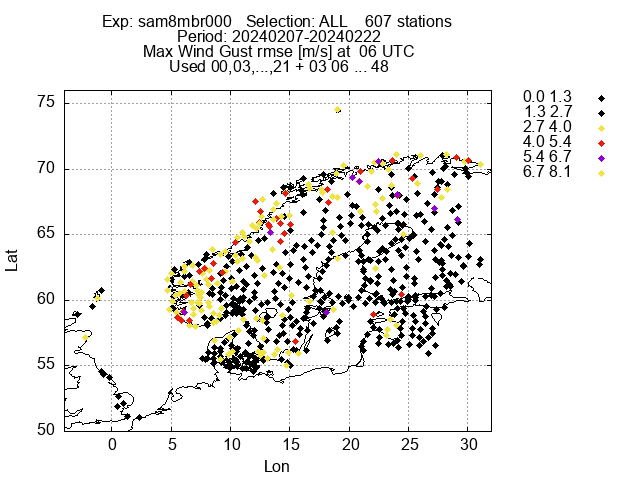 Exp: sam8mbr000 Selection: ALL 607 stations
Period: 20240207-20240222
Max Wind Gust rmse [m/s] at 06 UTC
Used 00,03,...,21 + 03 06 ... 48
0.0 1.3
1.3 2.7
2.7 4.0
4.0 5.4
5.4 6.7
6.7 8.1
75
70
65
60
55
50
Lat
0 5 10 15 20 25 30
Lon